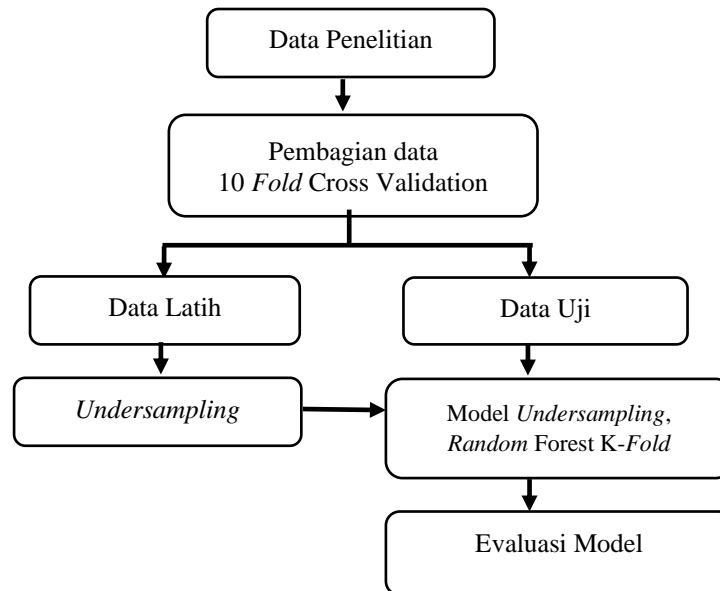 Data Penelitian
Pembagian data
10 Fold Cross Validation
Data Latih
Data Uji
Undersampling
Model Undersampling,
Random Forest K-Fold
Evaluasi Model